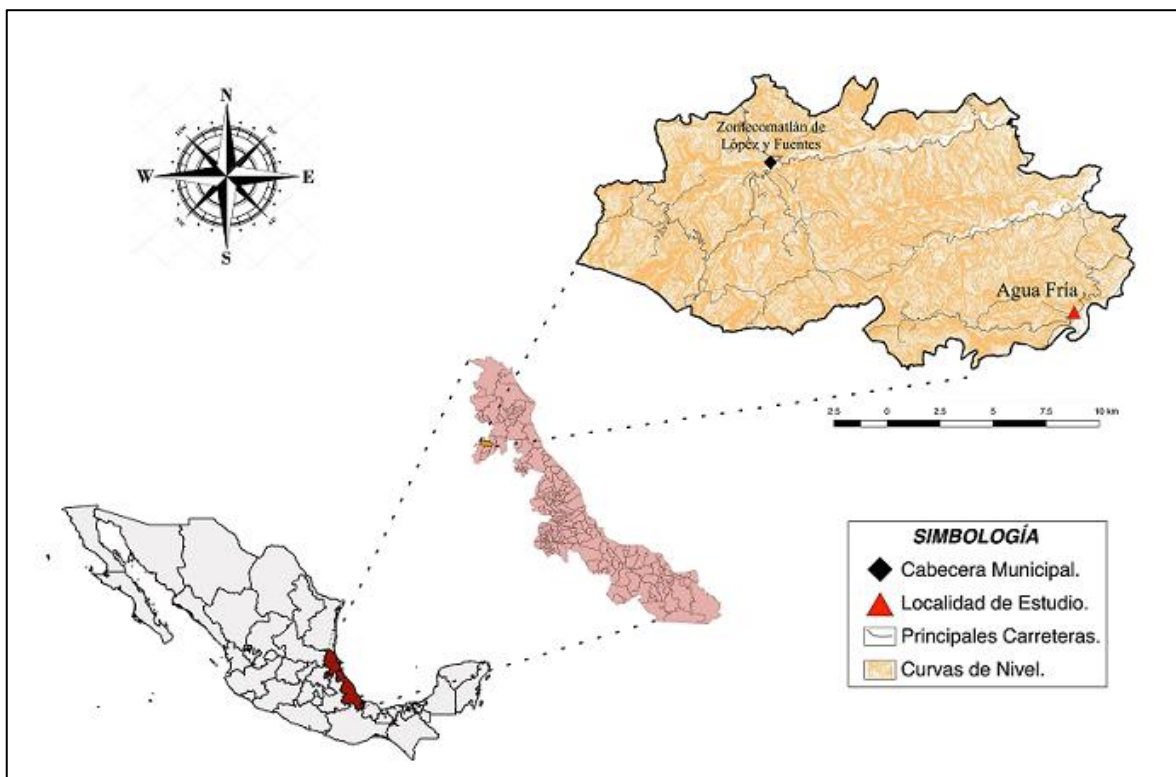 N
W
E
S
Zontecomatlán de
Lópéz y Fuentes
Agua Fría
2.5 0 2.5 5 7.5 10 km
SIMBOLOGÍA
Cabecera Municipal.
Localidad de Estudio.
Principales Carreteras.
Curvas de Nivel.